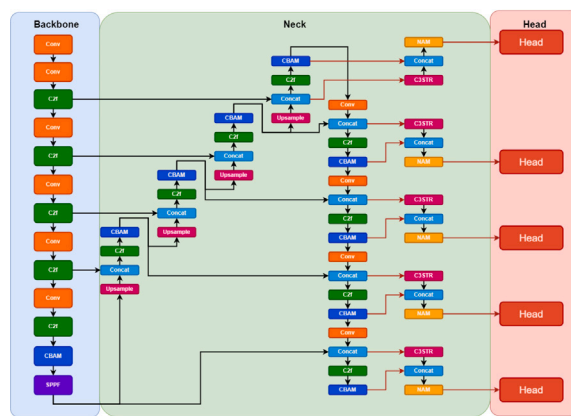 Backbone
Conv
Conv
C2f
Conv
C2f
Conv
C2f
Conv
C2f
Conv
C2f
CBAM
SPPF
Neck
CBAM
C2f
Concat
Upsample
CBAM
C2f
Concat
Upsample
CBAM
C2f
Concat
Upsample
CBAM
C2f
Concat
Upsample
Conv
Concat
C2f
CBAM
Conv
Concat
C2f
CBAM
Conv
Concat
C2f
CBAM
Conv
Concat
C2f
CBAM
NAM
Concat
C3STR
C3STR
Concat
NAM
C3STR
Concat
NAM
C3STR
Concat
NAM
C3STR
Concat
NAM
Head
Head
Head
Head
Head
Head